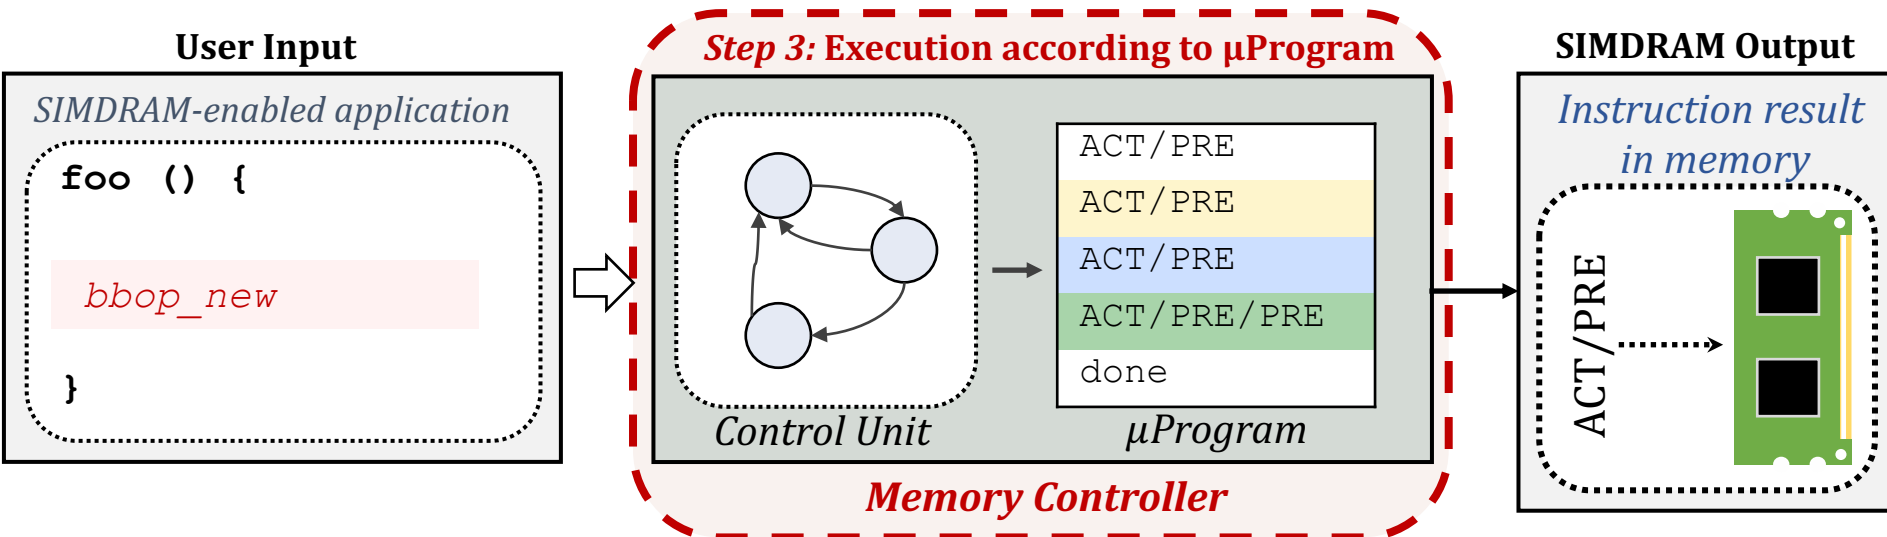 User Input
SIMDRAM-enabled application
foo () {
bbop_new
}
Step 3: Execution according to μProgram
Control Unit
ACT/PRE
ACT/PRE
ACT/PRE
ACT/PRE/PRE
done
μProgram
Memory Controller
SIMDRAM Output
Instruction result
in memory
ACT/PRE